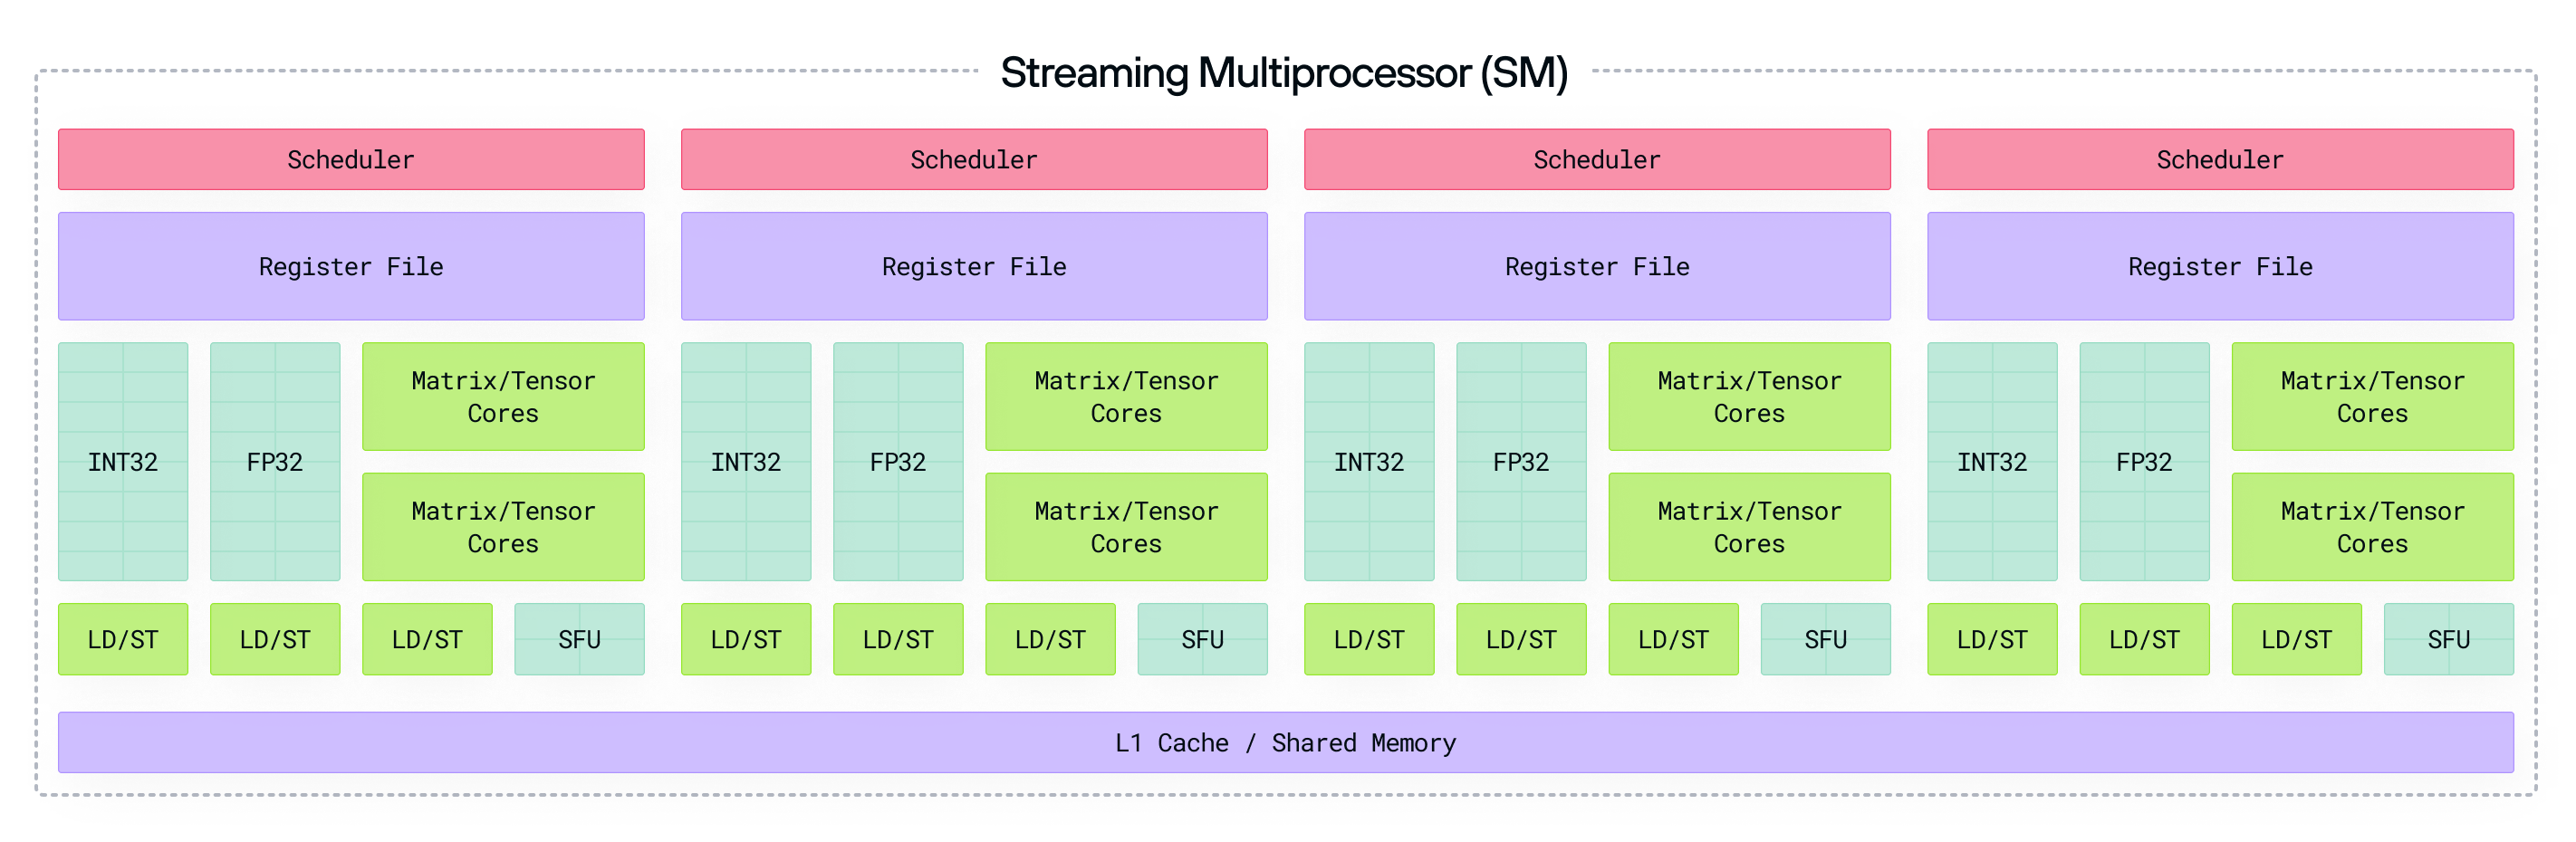 Streaming Multiprocessor (SM)
Scheduler
Scheduler
Scheduler
Scheduler
Register File
Register File
Register File
Register File
INT32
FP32
Matrix/Tensor
Cores
Matrix/Tensor
Cores
INT32
FP32
Matrix/Tensor
Cores
Matrix/Tensor
Cores
INT32
FP32
Matrix/Tensor
Cores
Matrix/Tensor
Cores
INT32
FP32
Matrix/Tensor
Cores
Matrix/Tensor
Cores
LD/ST
LD/ST
LD/ST
SFU
LD/ST
LD/ST
LD/ST
SFU
LD/ST
LD/ST
LD/ST
SFU
LD/ST
LD/ST
LD/ST
SFU
L1 Cache / Shared Memory